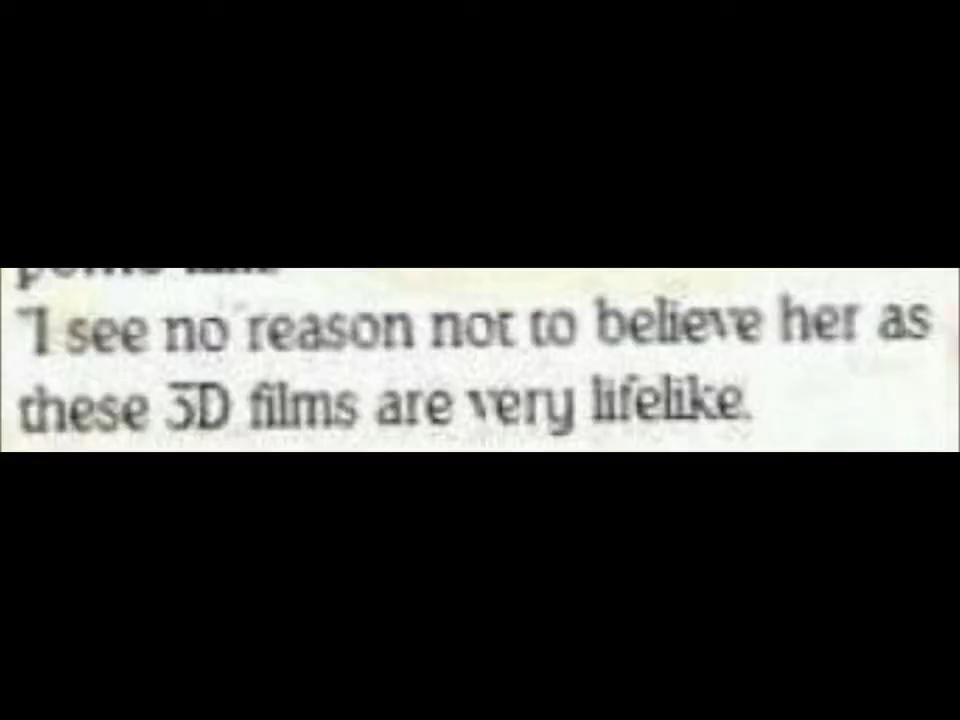 "I see no reason not to believe her as
these 3D films are very lifelike.